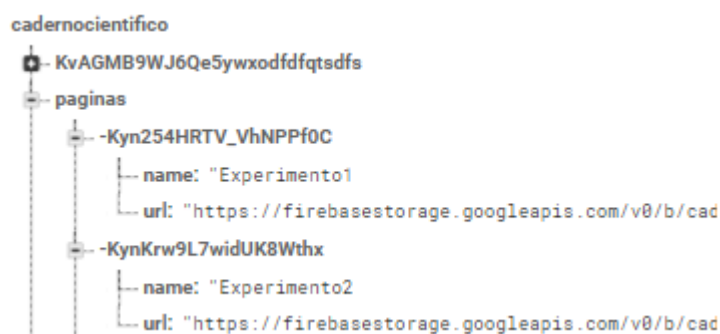 cadernocientifico
KvAGMB9WJ6Qe5ywxodfdfqtsdfs
paginas
-Kyn254HRTV_VhNPPf0C
name: "Experimento1
url: "https://firebasestorage.googleapis.com/v0/b/cad
-KynKrw9L7widUK8Wthx
name: "Experimento2
url: "https://firebasestorage.googleapis.com/v0/b/cad